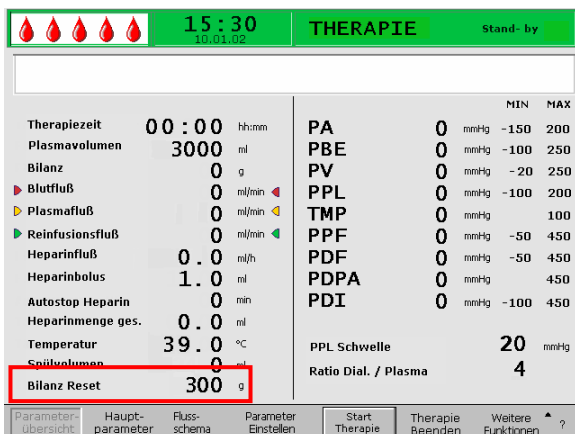 15:30
10.01.02
THERAPIE
Stand- by
MIN MAX
Therapiezeit 00:00 hh:mm
Plasmavolumen 3000 ml
Bilanz 0 g
Blutfluß 0 ml/min
Plasmafluß 0 ml/min
Reinfusionsfluß 0 ml/min
Heparinfluß 0.0 ml/h
Heparinbolus 1.0 ml
Autostop Heparin 0 min
Heparinmenge ges. 0.0 ml
Temperatur 39.0 °C
Spülvolumen 0 ml
Bilanz Reset 300 g
PA 0 mmHg -150 200
PBE 0 mmHg -100 250
PV 0 mmHg -20 250
PPL 0 mmHg -100 200
TMP 0 mmHg 100
PPF 0 mmHg -50 450
PDF 0 mmHg -50 450
PDPA 0 mmHg 450
PDI 0 mmHg -100 450
PPL Schwelle 20 mmHg
Ratio Dial. / Plasma 4
Parameter-
übersicht
Haupt-
parameter
Fluss-
schema
Parameter
Einstellen
Start
Therapie
Therapie
Beenden
Weitere
Funktionen
?